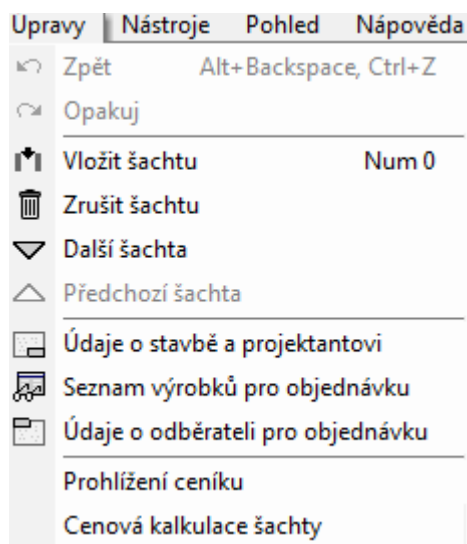 Úpravy Nástroje Pohled Nápověda
Zpět Alt+Backspace, Ctrl+Z
Opakuj
Vložit šachtu Num 0
Zrušit šachtu
Další šachta
Předchozí šachta
Údaje o stavbě a projektantovi
Seznam výrobků pro objednávku
Údaje o odběrateli pro objednávku
Prohlížení ceníku
Cenová kalkulace šachty